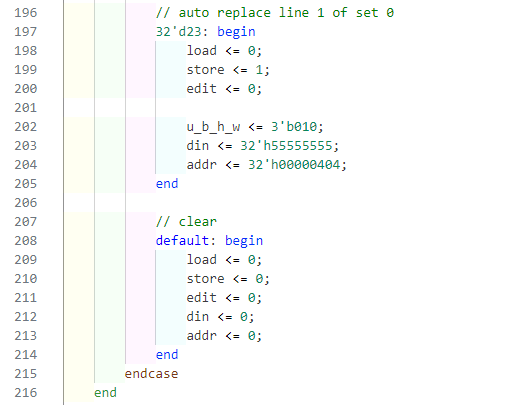 196 // auto replace line 1 of set 0
197 32'd23: begin
198 load <= 0;
199 store <= 1;
200 edit <= 0;
201
202 u_b_h_w <= 3'b010;
203 din <= 32'h55555555;
204 addr <= 32'h00000404;
205 end
206
207 // clear
208 default: begin
209 load <= 0;
210 store <= 0;
211 edit <= 0;
212 din <= 0;
213 addr <= 0;
214 end
215 endcase
216 end